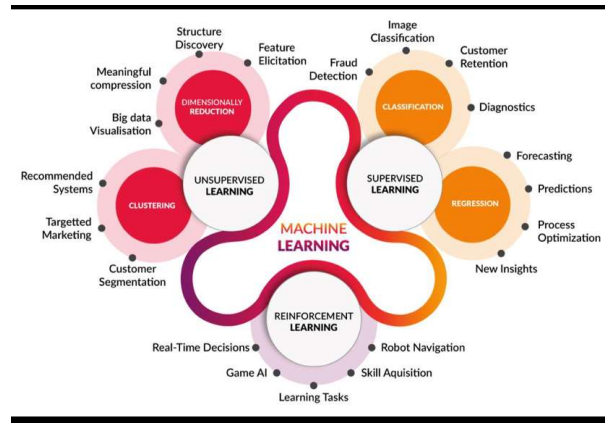 Structure
Discovery
Feature
Elicitation
Meaningful
compression
Big data
Visualisation
DIMENSIONALLY
REDUCTION
UNSUPERVISED
LEARNING
Recommended
Systems
Targetted
Marketing
Customer
Segmentation
CLUSTERING
Image
Classification
Customer
Retention
Fraud
Detection
Diagnostics
CLASSIFICATION
SUPERVISED
LEARNING
Forecasting
Predictions
Process
Optimization
New Insights
REGRESSION
MACHINE
LEARNING
REINFORCEMENT
LEARNING
Real-Time Decisions
Robot Navigation
Game AI
Skill Aquisition
Learning Tasks